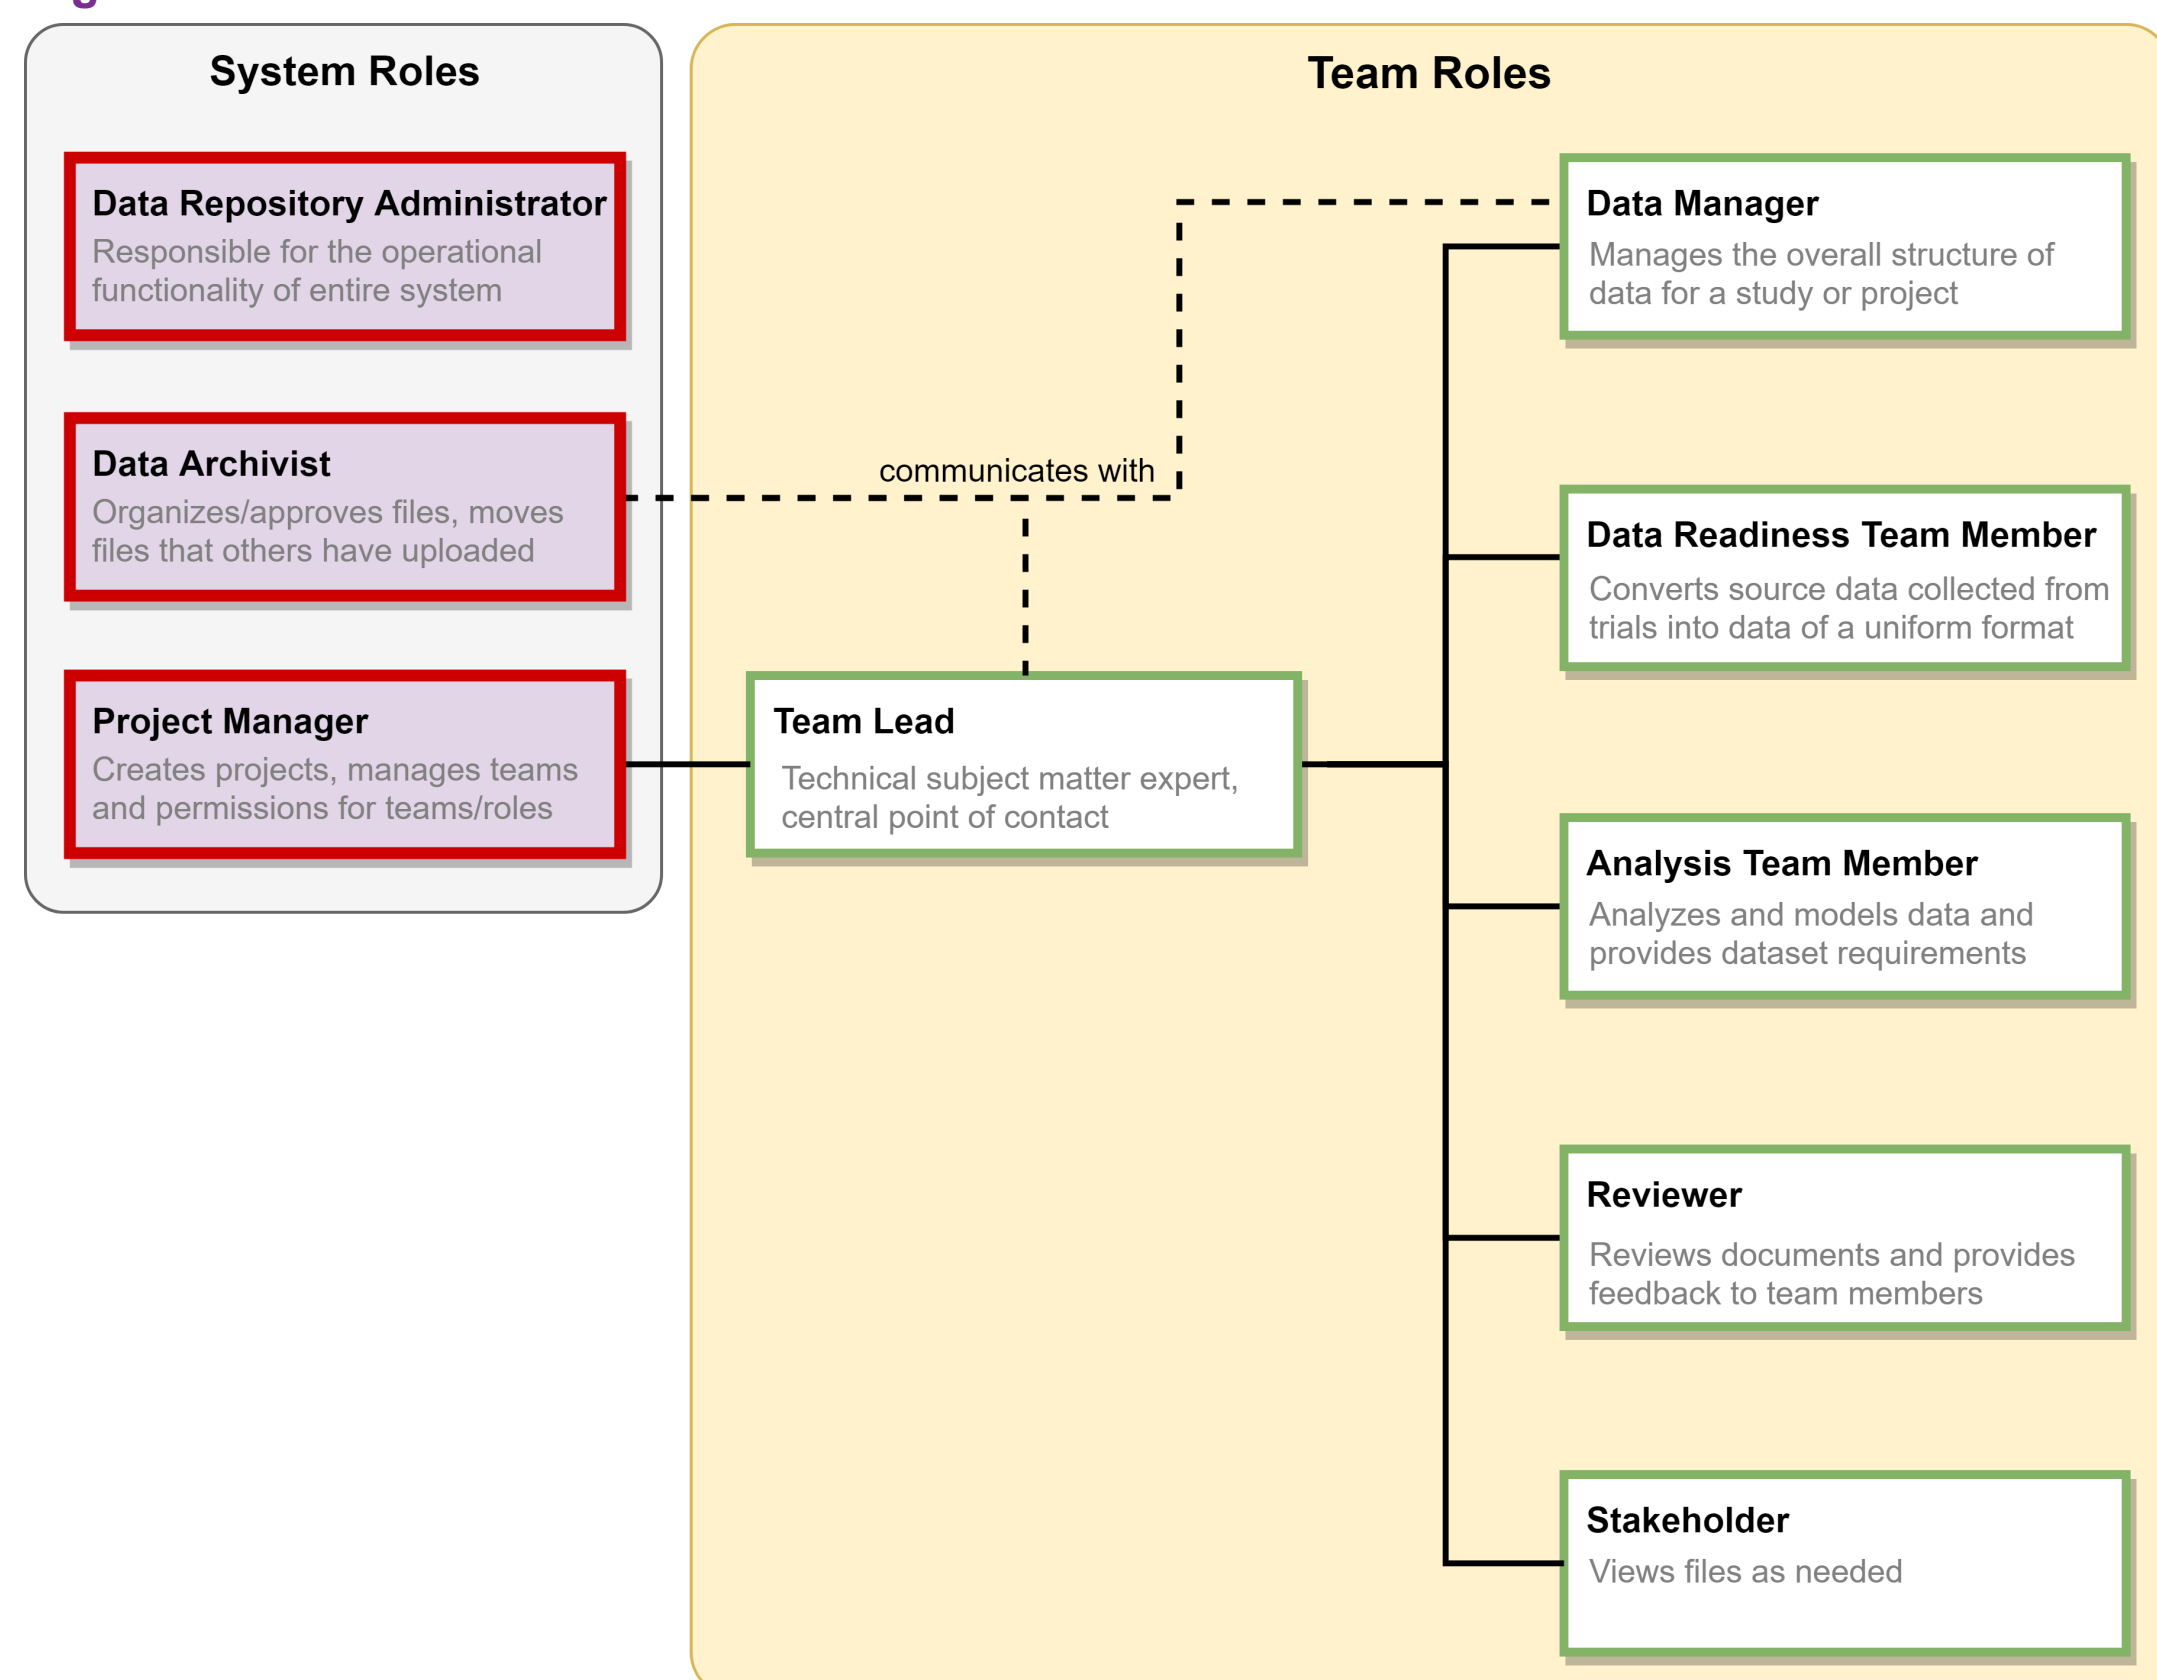 System Roles
Data Repository Administrator
Responsible for the operational
functionality of entire system
Data Archivist
Organizes/approves files, moves
files that others have uploaded
Project Manager
Creates projects, manages teams
and permissions for teams/roles
Team Roles
communicates with
Team Lead
Technical subject matter expert,
central point of contact
Data Manager
Manages the overall structure of
data for a study or project
Data Readiness Team Member
Converts source data collected from
trials into data of a uniform format
Analysis Team Member
Analyzes and models data and
provides dataset requirements
Reviewer
Reviews documents and provides
feedback to team members
Stakeholder
Views files as needed